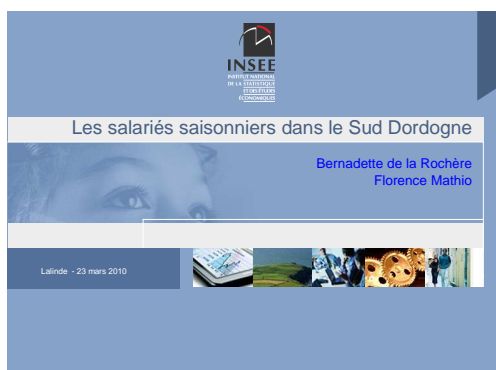 INSEE
INSTITUT NATIONAL
DE LA STATISTIQUE
ET DES ÉTUDES
ÉCONOMIQUES
Les salariés saisonniers dans le Sud Dordogne
Bernadette de la Rochère
Florence Mathio
Lalinde - 23 mars 2010